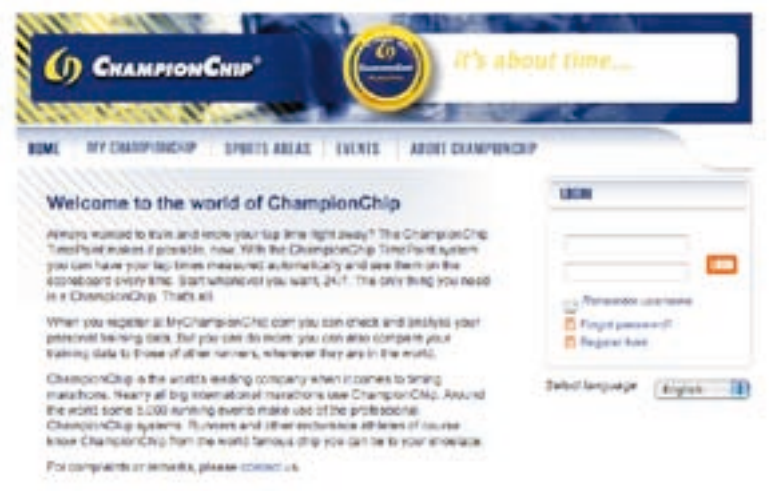 CHAMPIONCHIP®
it's about time...
HOME MY CHAMPIONCHIP SPORTS AREAS EVENTS ABOUT CHAMPIONCHIP
Welcome to the world of ChampionChip
Always wanted to train and know your lap time right away? The ChampionChip
TimePoint makes it possible, now. With the ChampionChip TimePoint system
you can have your lap times measured automatically and see them on the
scoreboard every time. Start whenever you want, 24/7. The only thing you need
is a ChampionChip. That's all.
When you register at MyChampionChip.com you can check and analyse your
personal training data. But you can do more: you can also compare your
training data to those of other runners, wherever they are in the world.
ChampionChip is the world's leading company when it comes to timing
marathons. Nearly all big international marathons use ChampionChip. Around
the world some 5,000 running events make use of the professional
ChampionChip systems. Runners and other endurance athletes of course
know ChampionChip from the world famous chip you can tie to your shoelace.
For complaints or remarks, please contact us.
LOGIN
LOGIN
Remember username
Forgot password?
Register here
Select language English